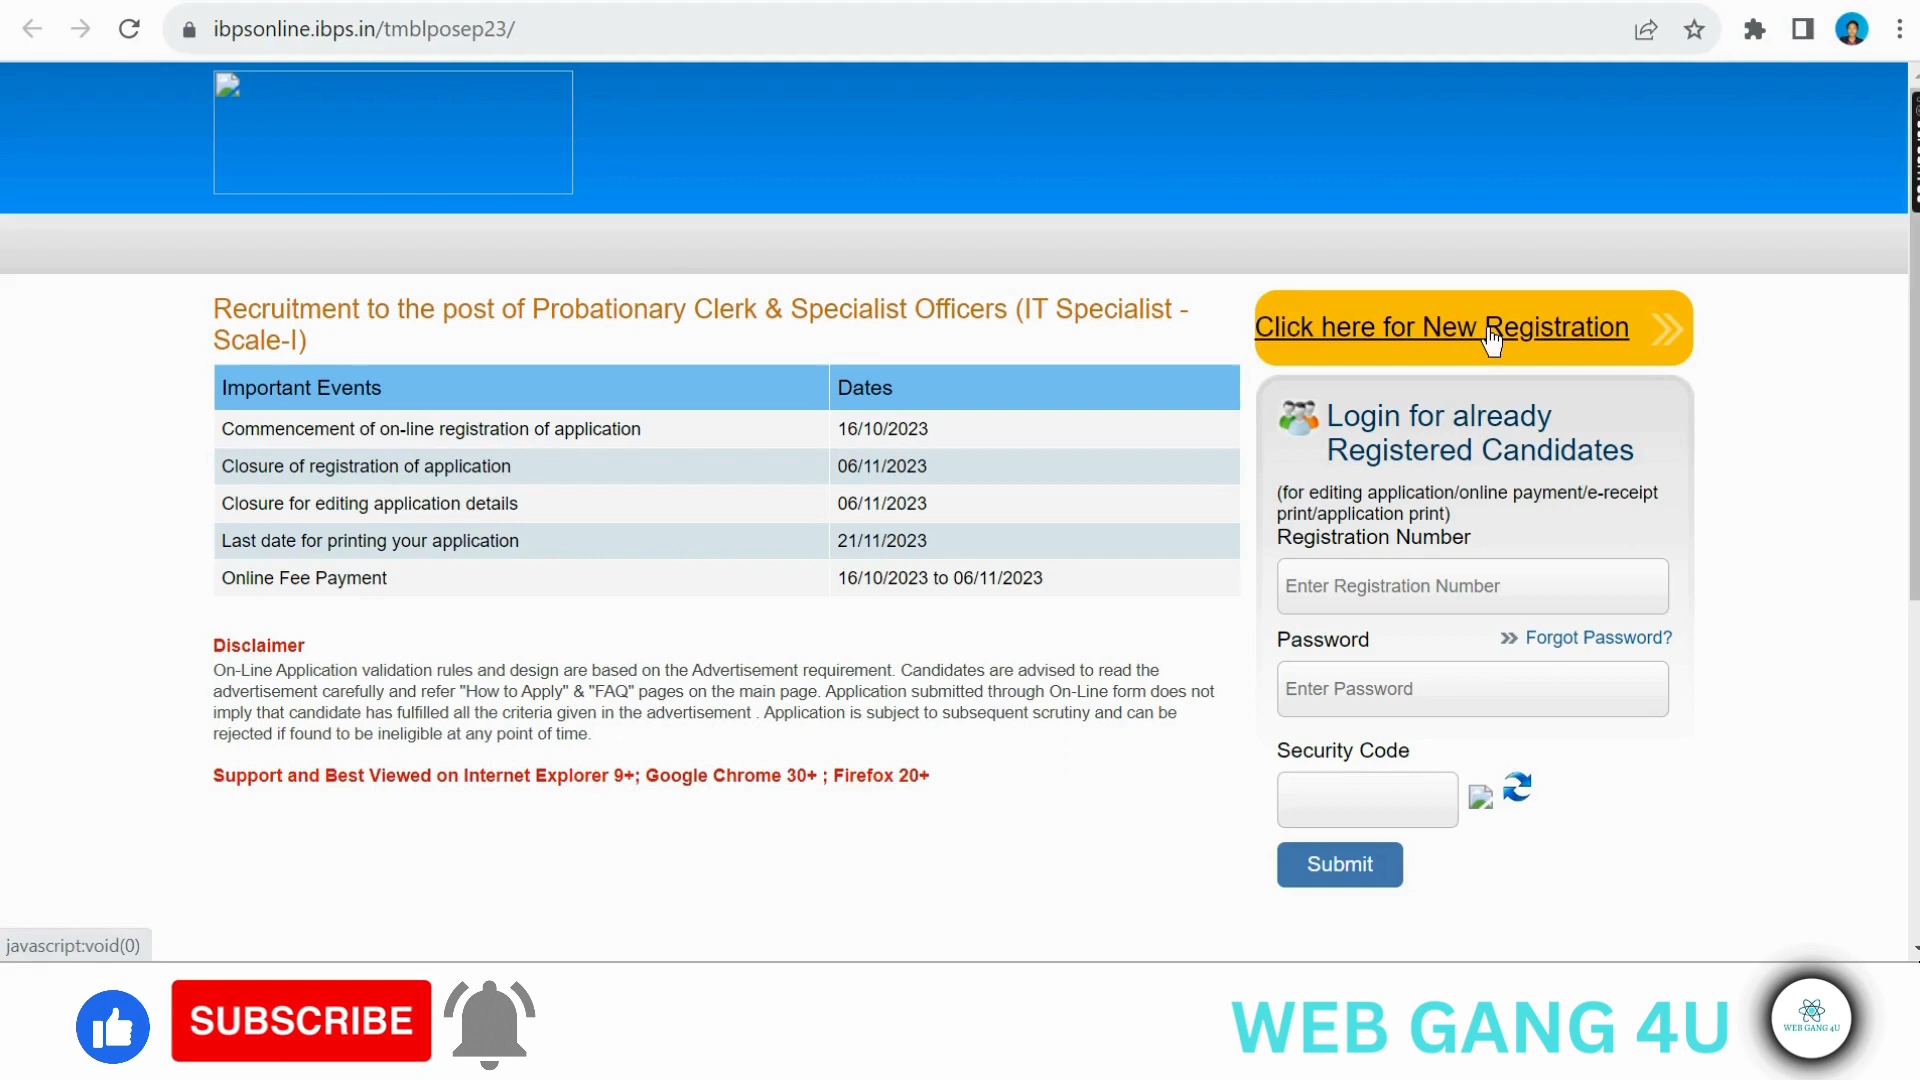 ibpsonline.ibps.in/tmblposep23/
Recruitment to the post of Probationary Clerk & Specialist Officers (IT Specialist -
Scale-I)
Important Events Dates
Commencement of on-line registration of application 16/10/2023
Closure of registration of application 06/11/2023
Closure for editing application details 06/11/2023
Last date for printing your application 21/11/2023
Online Fee Payment 16/10/2023 to 06/11/2023
Disclaimer
On-Line Application validation rules and design are based on the Advertisement requirement. Candidates are advised to read the
advertisement carefully and refer "How to Apply" & "FAQ" pages on the main page. Application submitted through On-Line form does not
imply that candidate has fulfilled all the criteria given in the advertisement . Application is subject to subsequent scrutiny and can be
rejected if found to be ineligible at any point of time.
Support and Best Viewed on Internet Explorer 9+; Google Chrome 30+ ; Firefox 20+
Click here for New Registration
Login for already
Registered Candidates
(for editing application/online payment/e-receipt
print/application print)
Registration Number
Enter Registration Number
Password » Forgot Password?
Enter Password
Security Code
Submit
javascript:void(0)
SUBSCRIBE
WEB GANG 4U
WEB GANG 4U